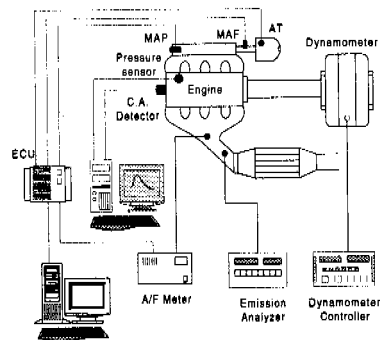 MAP
MAF
AT
Dynamometer
Pressure
sensor
Engine
C.A.
Detector
ECU
A/F Meter
Emission
Analyzer
Dynamometer
Controller